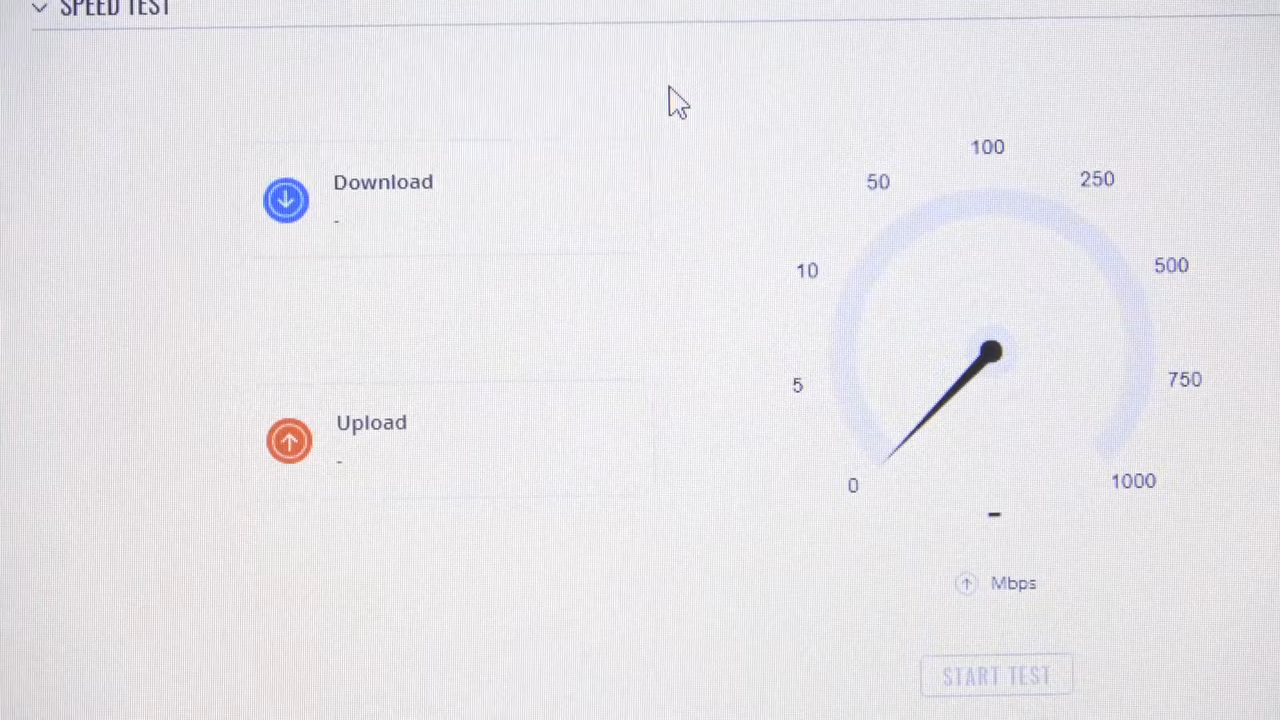 SPEED TEST
Download
-
Upload
-
0
5
10
50
100
250
500
750
1000
-
Mbps
START TEST